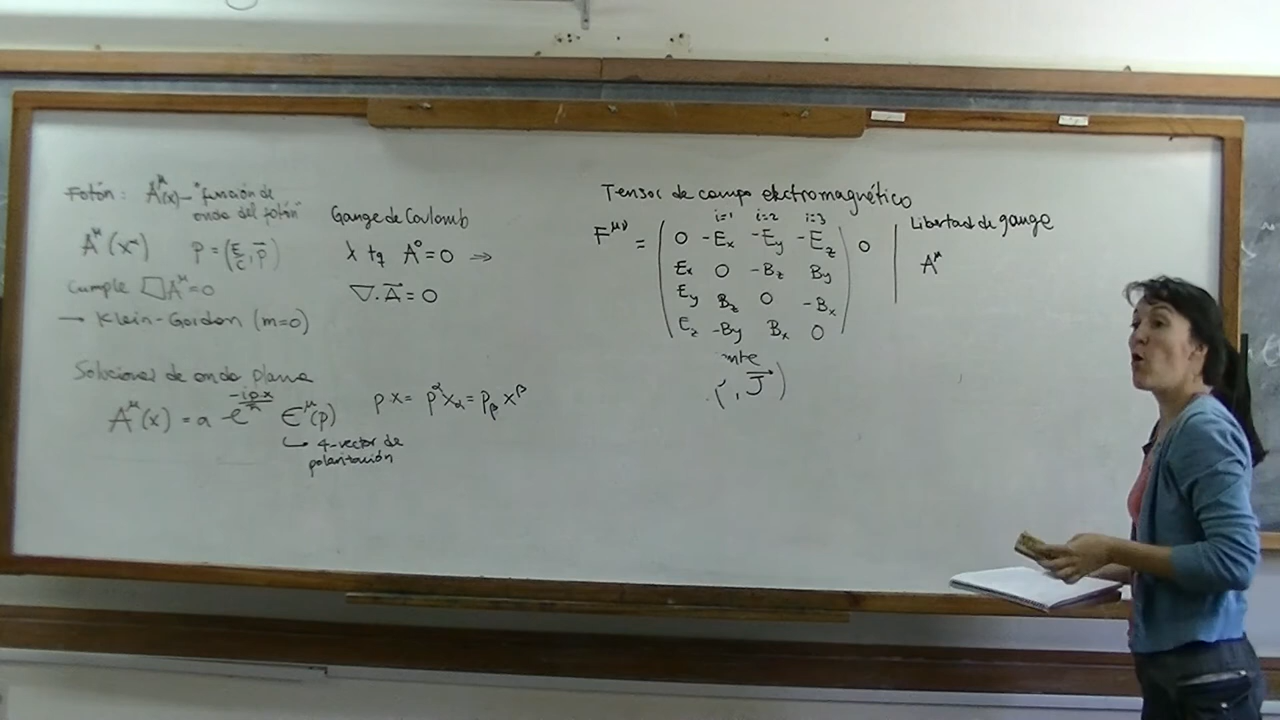 Fotón: A^μ(x) - "función de
onda del fotón"
A^μ(x^μ) p = (E/c, p⃗)
Cumple □A^μ = 0
→ Klein-Gordon (m=0)
Soluciones de onda plana
A^μ(x) = a e^{-ipx/ħ} ε^μ(p)
↳ 4-vector de
polarización
Gauge de Coulomb
λ tq A⁰ = 0 ⇒
∇·A⃗ = 0
p x = p^α x_α = p_β x^β
Tensor de campo electromagnético
i=1 i=2 i=3
F^{μν} = ( 0 -Ex -Ey -Ez ) 0
Ex 0 -Bz By
Ey Bz 0 -Bx
Ez -By Bx 0
nte
( , J⃗ )
Libertad de gauge
A^μ